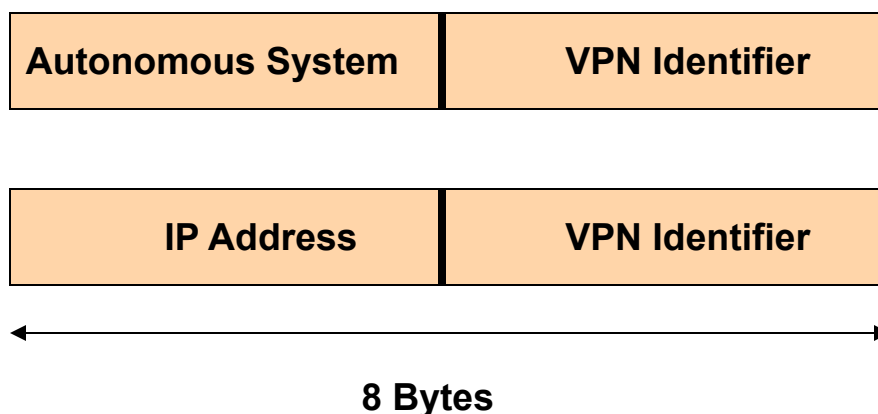 Autonomous System VPN Identifier
IP Address VPN Identifier
8 Bytes